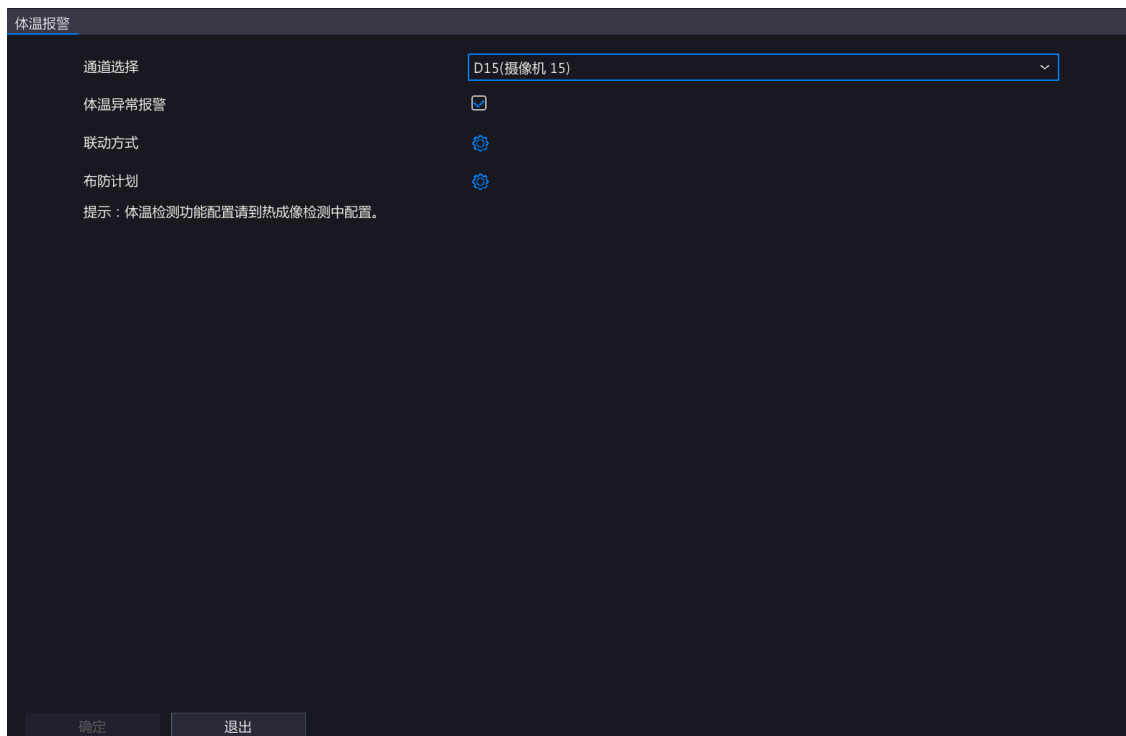 体温报警
通道选择 D15(摄像机 15)
体温异常报警
联动方式
布防计划
提示：体温检测功能配置请到热成像检测中配置。
确定 退出